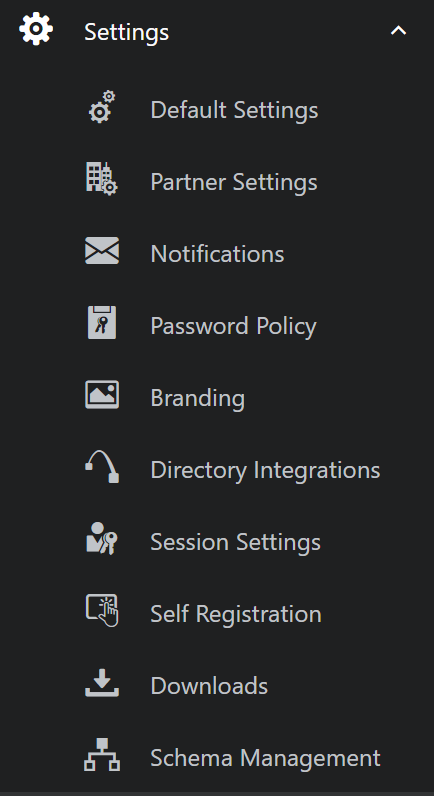 Settings
Default Settings
Partner Settings
Notifications
Password Policy
Branding
Directory Integrations
Session Settings
Self Registration
Downloads
Schema Management